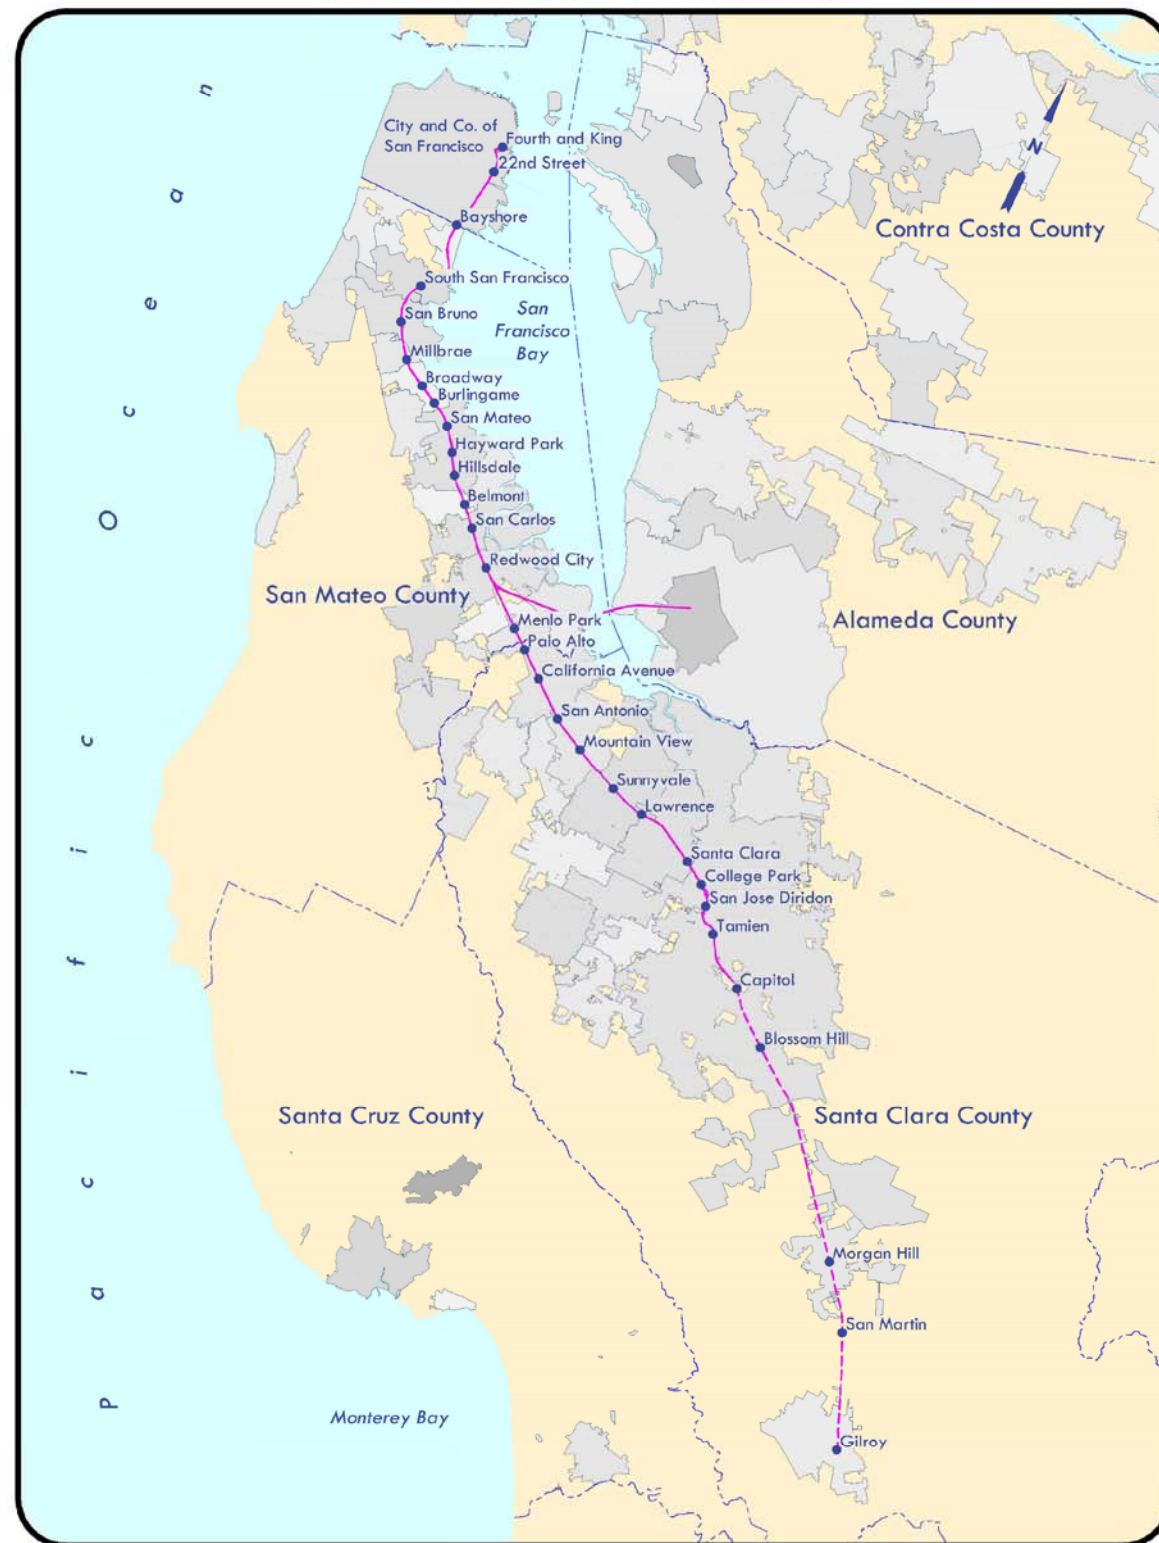 City and Co. of
San Francisco
Fourth and King
22nd Street
Bayshore
N
Contra Costa County
South San Francisco
San Bruno
San
Francisco
Bay
Millbrae
Broadway
Burlingame
San Mateo
Hayward Park
Hillsdale
Belmont
San Carlos
Redwood City
San Mateo County
Menlo Park
Palo Alto
Alameda County
California Avenue
San Antonio
Mountain View
Sunnyvale
Lawrence
Santa Clara
College Park
San Jose Diridon
Tamien
Capitol
Blossom Hill
Santa Cruz County
Santa Clara County
Morgan Hill
San Martin
Monterey Bay
Gilroy
Pacific Ocean